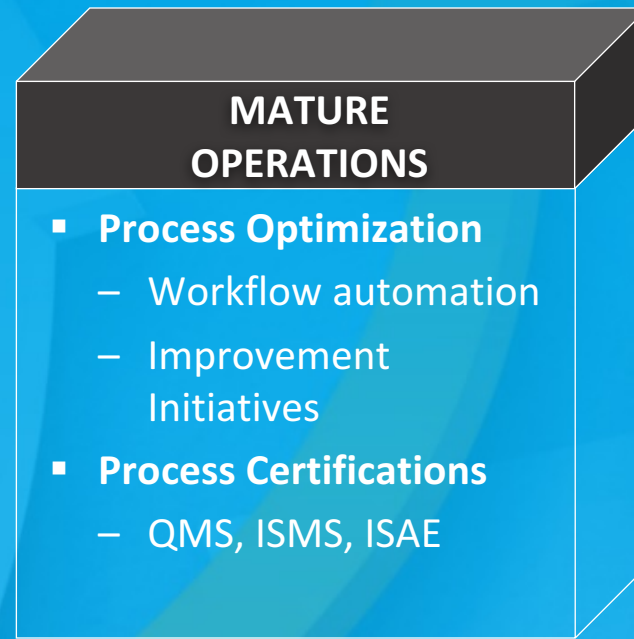 MATURE
OPERATIONS
▪ Process Optimization
– Workflow automation
– Improvement
Initiatives
▪ Process Certifications
– QMS, ISMS, ISAE